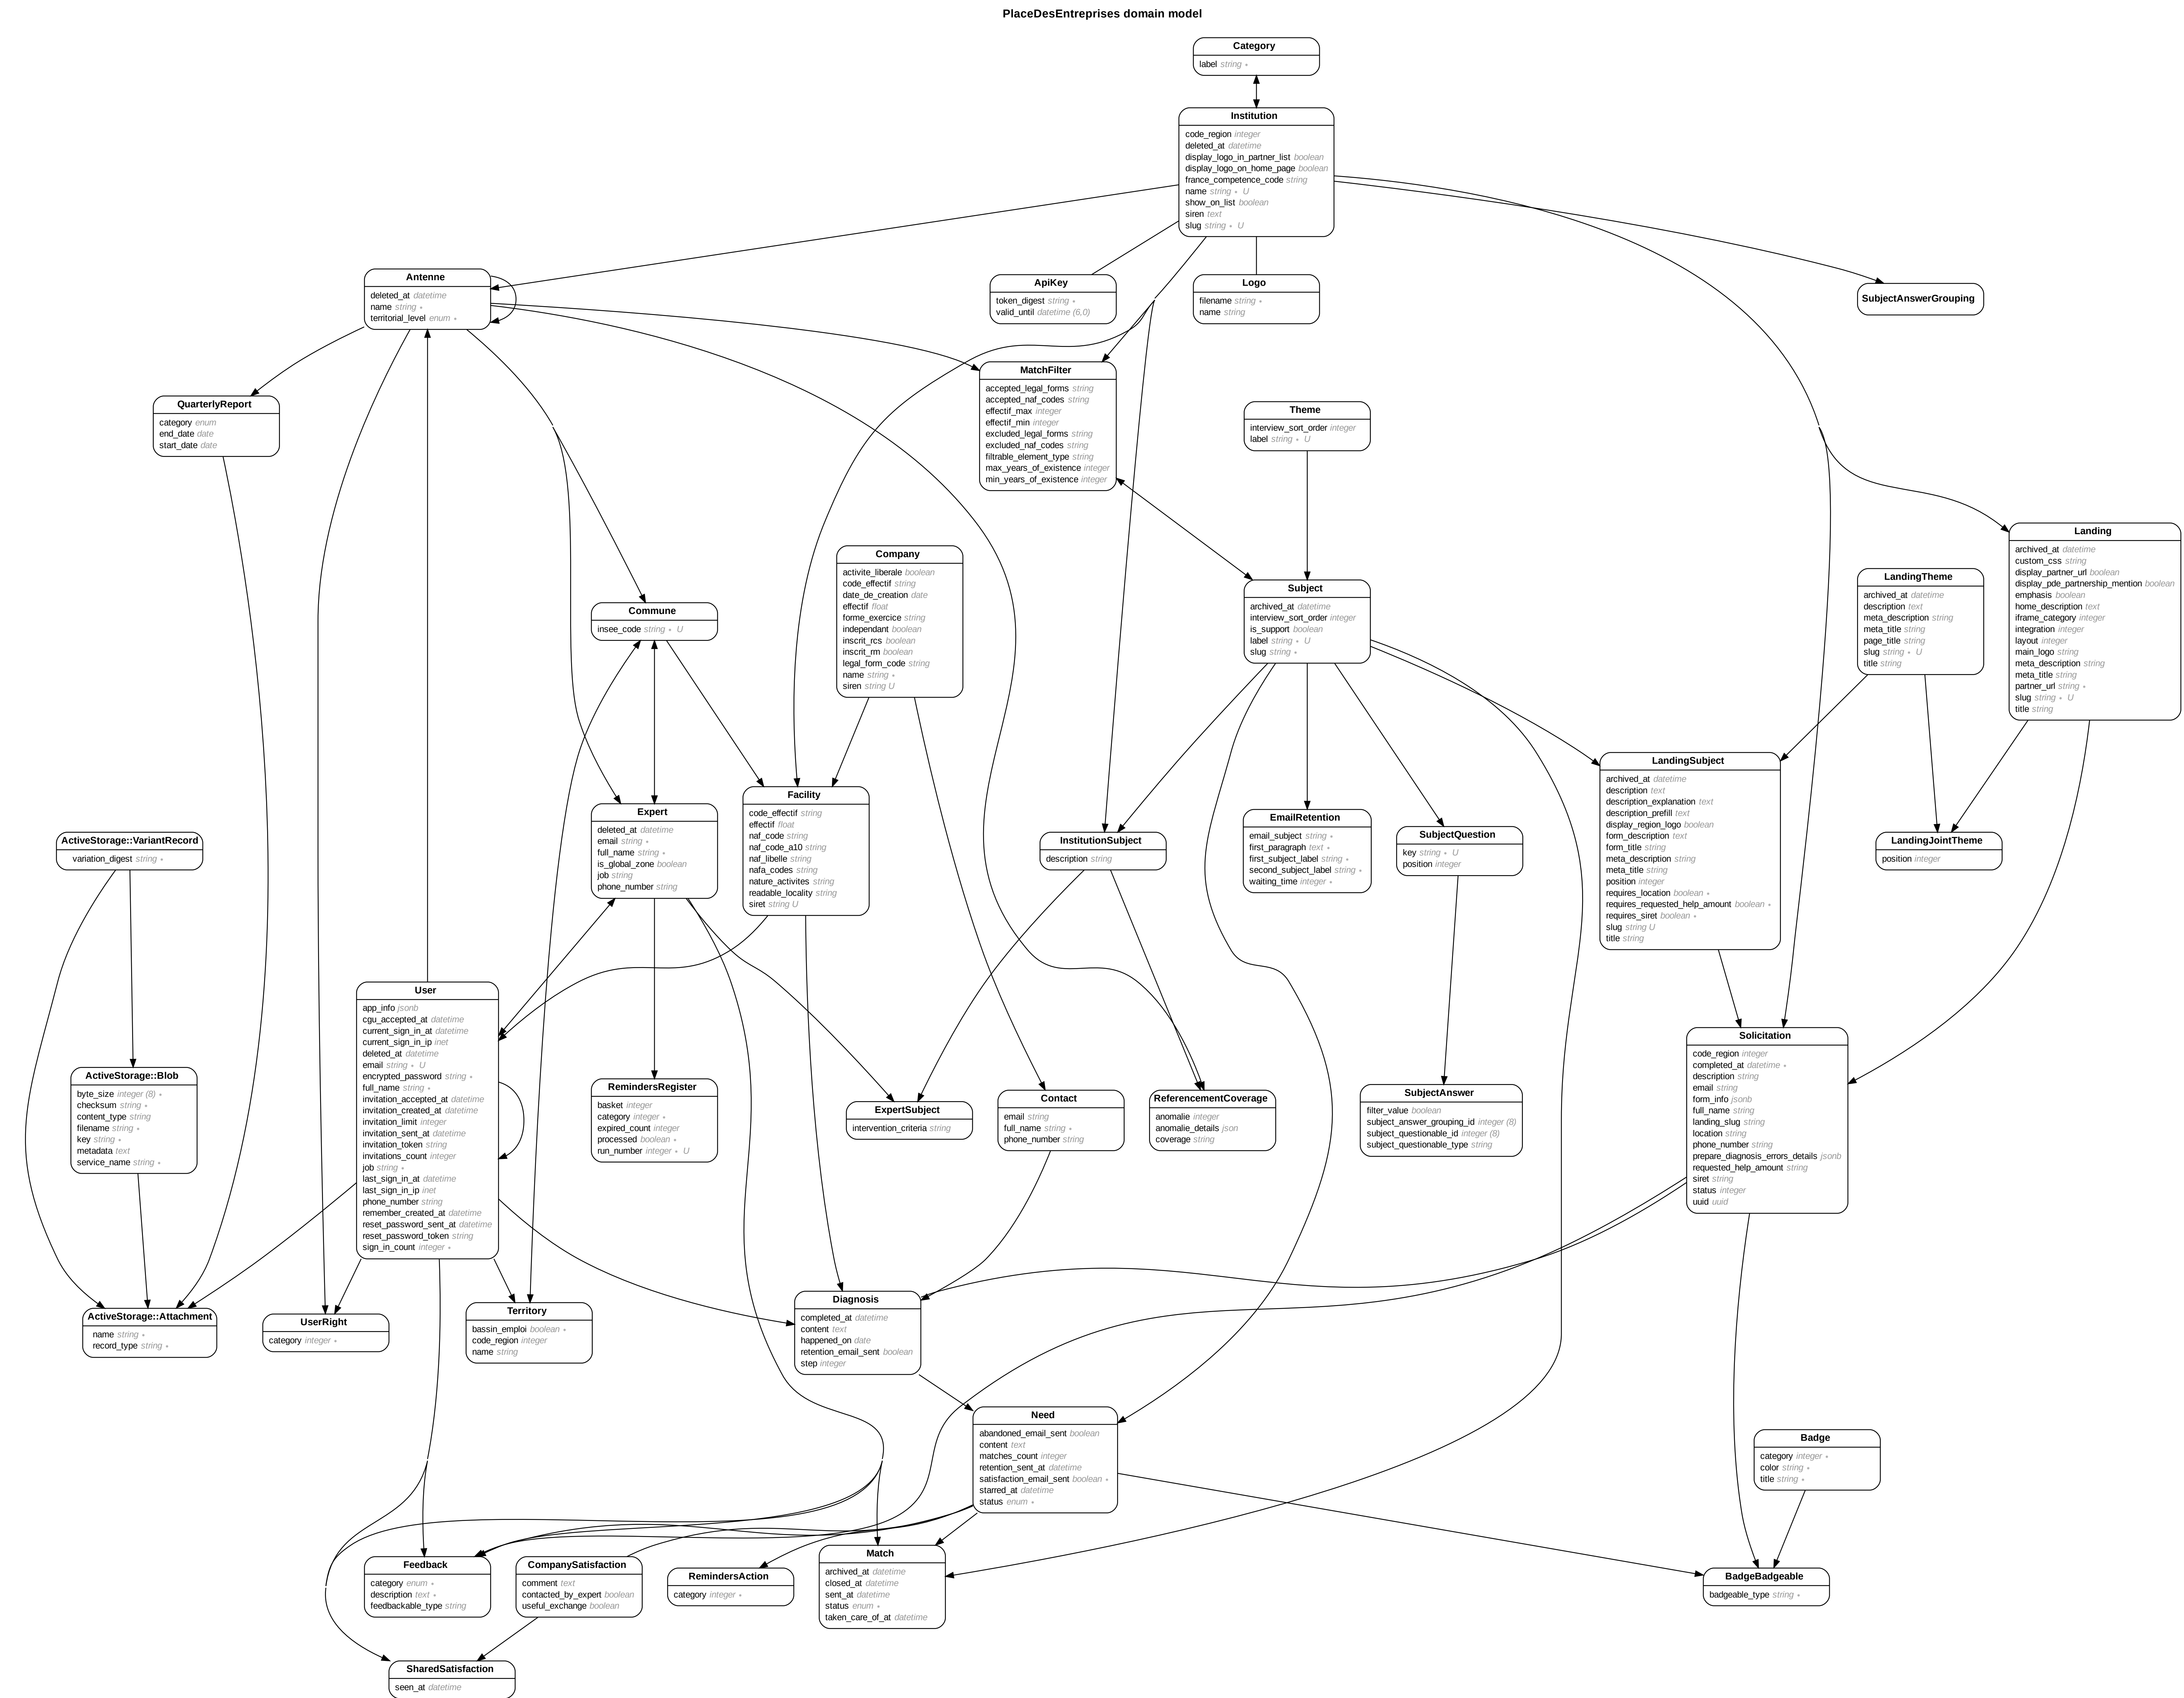 PlaceDesEntreprises domain model
Category
label string ∗
Institution
code_region integer
deleted_at datetime
display_logo_in_partner_list boolean
display_logo_on_home_page boolean
france_competence_code string
name string ∗ U
show_on_list boolean
siren text
slug string ∗ U
Antenne
deleted_at datetime
name string ∗
territorial_level enum ∗
ApiKey
token_digest string ∗
valid_until datetime (6,0)
Logo
filename string ∗
name string
SubjectAnswerGrouping
QuarterlyReport
category enum
end_date date
start_date date
MatchFilter
accepted_legal_forms string
accepted_naf_codes string
effectif_max integer
effectif_min integer
excluded_legal_forms string
excluded_naf_codes string
filtrable_element_type string
max_years_of_existence integer
min_years_of_existence integer
Theme
interview_sort_order integer
label string ∗ U
Company
activite_liberale boolean
code_effectif string
date_de_creation date
effectif float
forme_exercice string
independant boolean
inscrit_rcs boolean
inscrit_rm boolean
legal_form_code string
name string ∗
siren string U
Landing
archived_at datetime
custom_css string
display_partner_url boolean
display_pde_partnership_mention boolean
emphasis boolean
home_description text
iframe_category integer
integration integer
layout integer
main_logo string
meta_description string
meta_title string
partner_url string ∗
slug string ∗ U
title string
LandingTheme
archived_at datetime
description text
meta_description string
meta_title string
page_title string
slug string ∗ U
title string
Subject
archived_at datetime
interview_sort_order integer
is_support boolean
label string ∗ U
slug string ∗
Commune
insee_code string ∗ U
LandingSubject
archived_at datetime
description text
description_explanation text
description_prefill text
display_region_logo boolean
form_description text
form_title string
meta_description string
meta_title string
position integer
requires_location boolean ∗
requires_requested_help_amount boolean ∗
requires_siret boolean ∗
slug string U
title string
Facility
code_effectif string
effectif float
naf_code string
naf_code_a10 string
naf_libelle string
nafa_codes string
nature_activites string
readable_locality string
siret string U
Expert
deleted_at datetime
email string ∗
full_name string ∗
is_global_zone boolean
job string
phone_number string
EmailRetention
email_subject string ∗
first_paragraph text ∗
first_subject_label string ∗
second_subject_label string ∗
waiting_time integer ∗
SubjectQuestion
key string ∗ U
position integer
ActiveStorage::VariantRecord
variation_digest string ∗
InstitutionSubject
description string
LandingJointTheme
position integer
User
app_info jsonb
cgu_accepted_at datetime
current_sign_in_at datetime
current_sign_in_ip inet
deleted_at datetime
email string ∗ U
encrypted_password string ∗
full_name string ∗
invitation_accepted_at datetime
invitation_created_at datetime
invitation_limit integer
invitation_sent_at datetime
invitation_token string
invitations_count integer
job string ∗
last_sign_in_at datetime
last_sign_in_ip inet
phone_number string
remember_created_at datetime
reset_password_sent_at datetime
reset_password_token string
sign_in_count integer ∗
Solicitation
code_region integer
completed_at datetime ∗
description string
email string
form_info jsonb
full_name string
landing_slug string
location string
phone_number string
prepare_diagnosis_errors_details jsonb
requested_help_amount string
siret string
status integer
uuid uuid
ActiveStorage::Blob
byte_size integer (8) ∗
checksum string ∗
content_type string
filename string ∗
key string ∗
metadata text
service_name string ∗
RemindersRegister
basket integer
category integer ∗
expired_count integer
processed boolean ∗
run_number integer ∗ U
ExpertSubject
intervention_criteria string
Contact
email string
full_name string ∗
phone_number string
ReferencementCoverage
anomalie integer
anomalie_details json
coverage string
SubjectAnswer
filter_value boolean
subject_answer_grouping_id integer (8)
subject_questionable_id integer (8)
subject_questionable_type string
Diagnosis
completed_at datetime
content text
happened_on date
retention_email_sent boolean
step integer
ActiveStorage::Attachment
name string ∗
record_type string ∗
UserRight
category integer ∗
Territory
bassin_emploi boolean ∗
code_region integer
name string
Need
abandoned_email_sent boolean
content text
matches_count integer
retention_sent_at datetime
satisfaction_email_sent boolean ∗
starred_at datetime
status enum ∗
Badge
category integer ∗
color string ∗
title string ∗
Feedback
category enum ∗
description text ∗
feedbackable_type string
CompanySatisfaction
comment text
contacted_by_expert boolean
useful_exchange boolean
RemindersAction
category integer ∗
Match
archived_at datetime
closed_at datetime
sent_at datetime
status enum ∗
taken_care_of_at datetime
BadgeBadgeable
badgeable_type string ∗
SharedSatisfaction
seen_at datetime